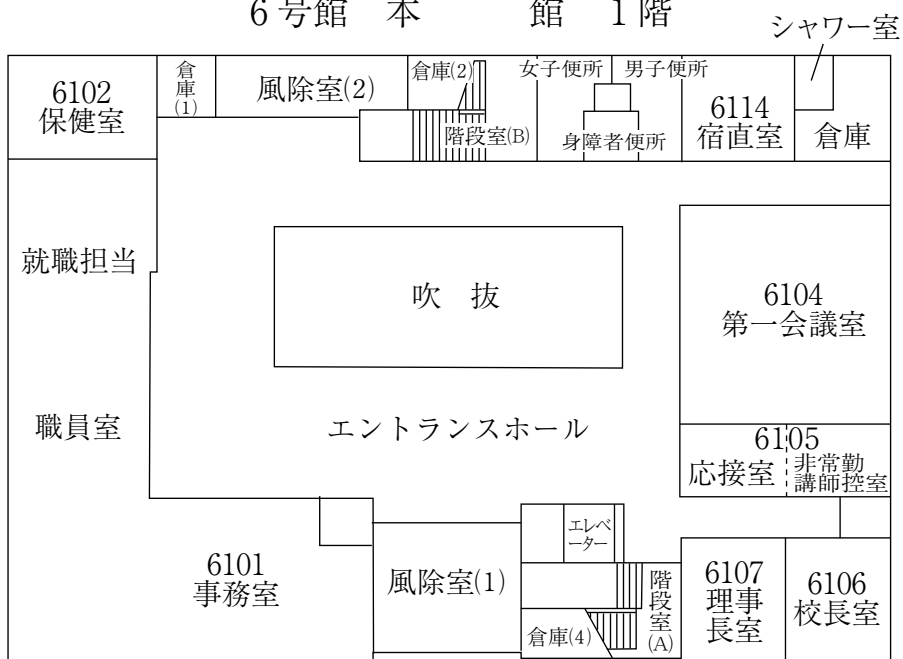 6号館 本 館 1階
シャワー室
6102
保健室
倉
庫
(1)
風除室(2)
倉庫(2)
階段室(B)
女子便所
男子便所
身障者便所
6114
宿直室
倉庫
就職担当
吹 抜
6104
第一会議室
職員室
エントランスホール
6105
応接室
非常勤
講師控室
エレベ
ーター
6101
事務室
風除室(1)
倉庫(4)
階
段
室
(A)
6107
理事
長室
6106
校長室